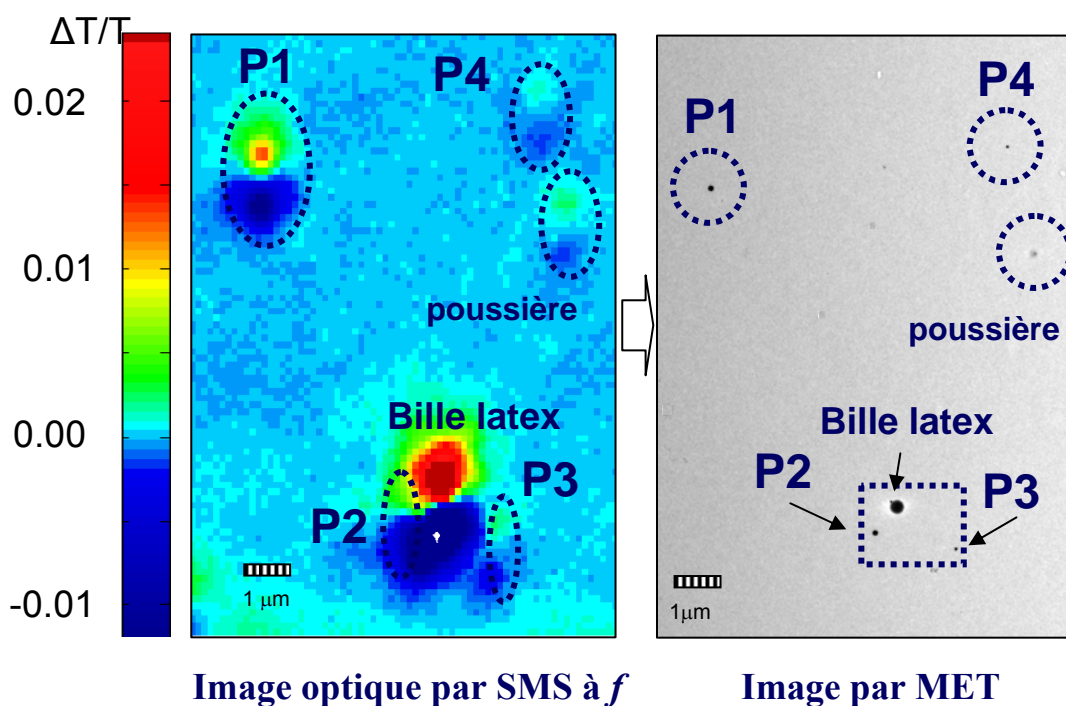 ΔT/T
0.02
0.01
0.00
-0.01
P1
P4
poussière
Bille latex
P2
P3
1 μm
P1
P4
poussière
Bille latex
P2
P3
1μm
Image optique par SMS à f
Image par MET